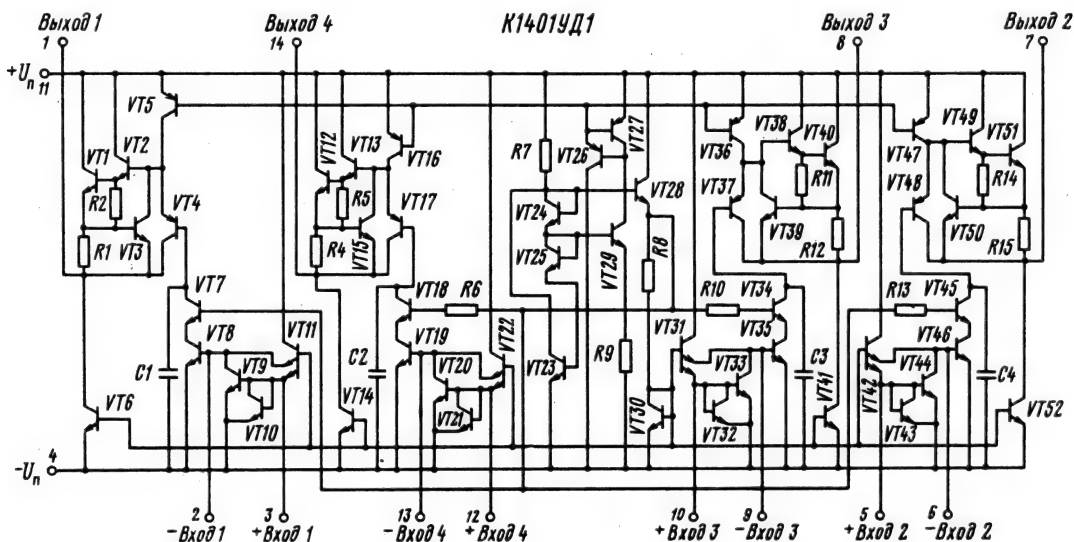 К1401УД1
Выход 1
1
Выход 4
14
Выход 3
8
Выход 2
7
+Uп 11
VT5
VT2
VT1
R2
VT4
R1
VT3
VT7
VT8
VT11
VT9
C1
VT10
VT6
VT13
VT12
VT16
R5
VT17
R4
VT15
VT18
R6
VT19
VT22
VT20
C2
VT21
VT14
R7
VT27
VT26
VT28
VT24
R8
VT25
VT29
R9
VT23
VT30
VT38
VT40
VT36
R11
VT37
VT39
R12
R10
VT34
VT35
VT31
VT33
C3
VT41
VT32
VT49
VT51
VT47
R14
VT48
VT50
R15
R13
VT45
VT46
VT44
VT42
C4
VT43
VT52
-Uп 4
2
-Вход 1
3
+Вход 1
13
-Вход 4
12
+Вход 4
10
+Вход 3
9
-Вход 3
5
+Вход 2
6
-Вход 2